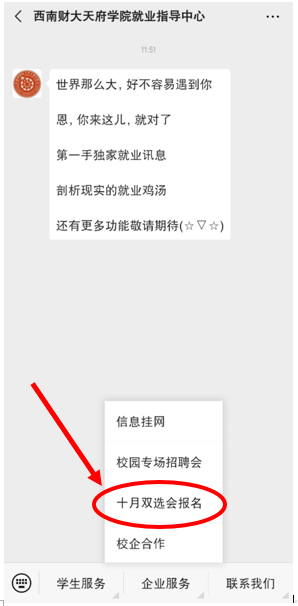 西南财大天府学院就业指导中心
11:51
世界那么大，好不容易遇到你
恩，你来这儿，就对了
第一手独家就业讯息
剖析现实的就业鸡汤
还有更多功能敬请期待(☆▽☆)
信息挂网
校园专场招聘会
十月双选会报名
校企合作
学生服务
企业服务
联系我们